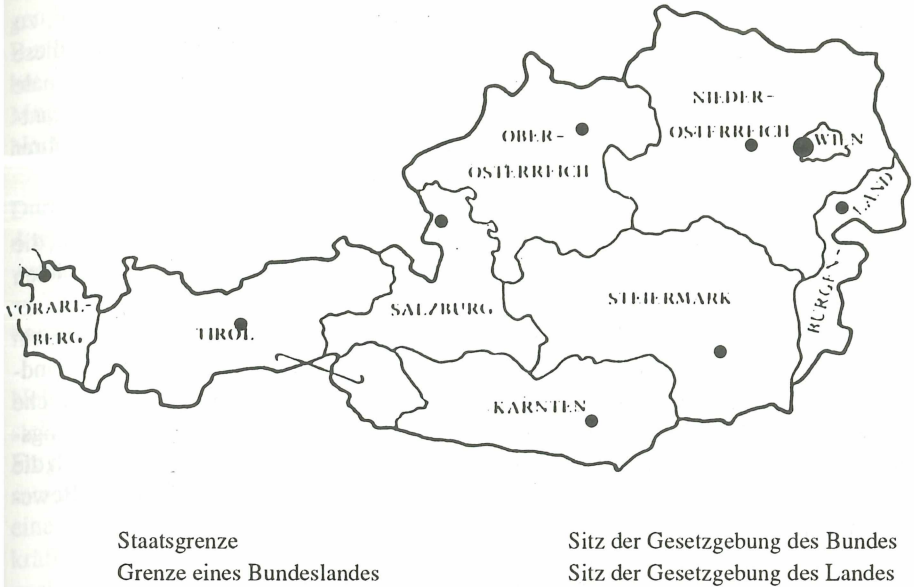 NIEDER-
ÖSTERREICH
WIEN
OBER-
ÖSTERREICH
BURGEN-
LAND
VORARL-
BERG
TIROL
SALZBURG
STEIERMARK
KÄRNTEN
Staatsgrenze
Grenze eines Bundeslandes
Sitz der Gesetzgebung des Bundes
Sitz der Gesetzgebung des Landes